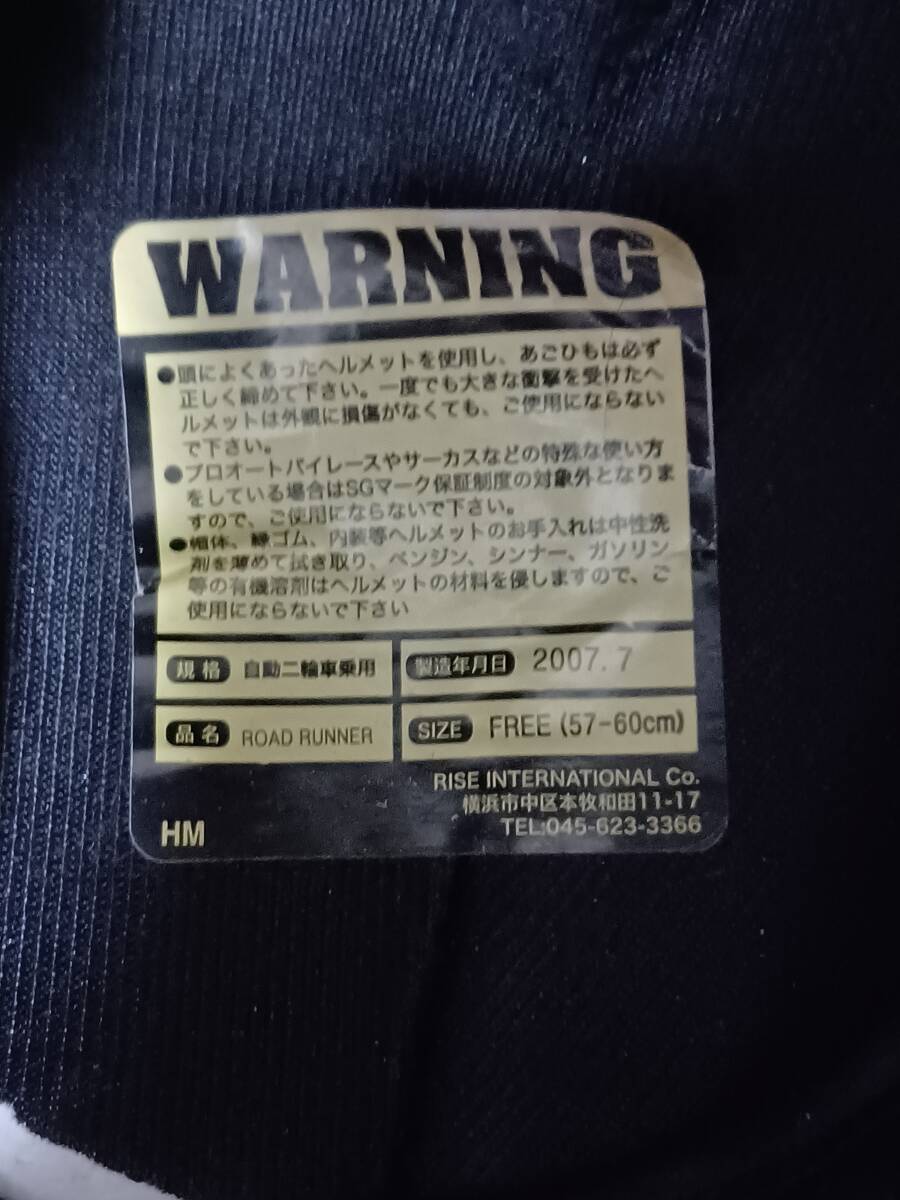 WARNING
●頭によくあったヘルメットを使用し、あごひもは必ず
正しく締めて下さい。一度でも大きな衝撃を受けたヘ
ルメットは外観に損傷がなくても、ご使用にならない
で下さい。
●プロオートバイレースやサーカスなどの特殊な使い方
をしている場合はSGマーク保証制度の対象外となりま
すので、ご使用にならないで下さい。
●帽体、縁ゴム、内装等ヘルメットのお手入れは中性洗
剤を薄めて拭き取り、ベンジン、シンナー、ガソリン
等の有機溶剤はヘルメットの材料を優しますので、ご
使用にならないで下さい
規格 自動二輪車乗用 製造年月日 2007. 7
品名 ROAD RUNNER SIZE FREE (57-60cm)
RISE INTERNATIONAL Co.
横浜市中区本牧和田11-17
HM TEL:045-623-3366